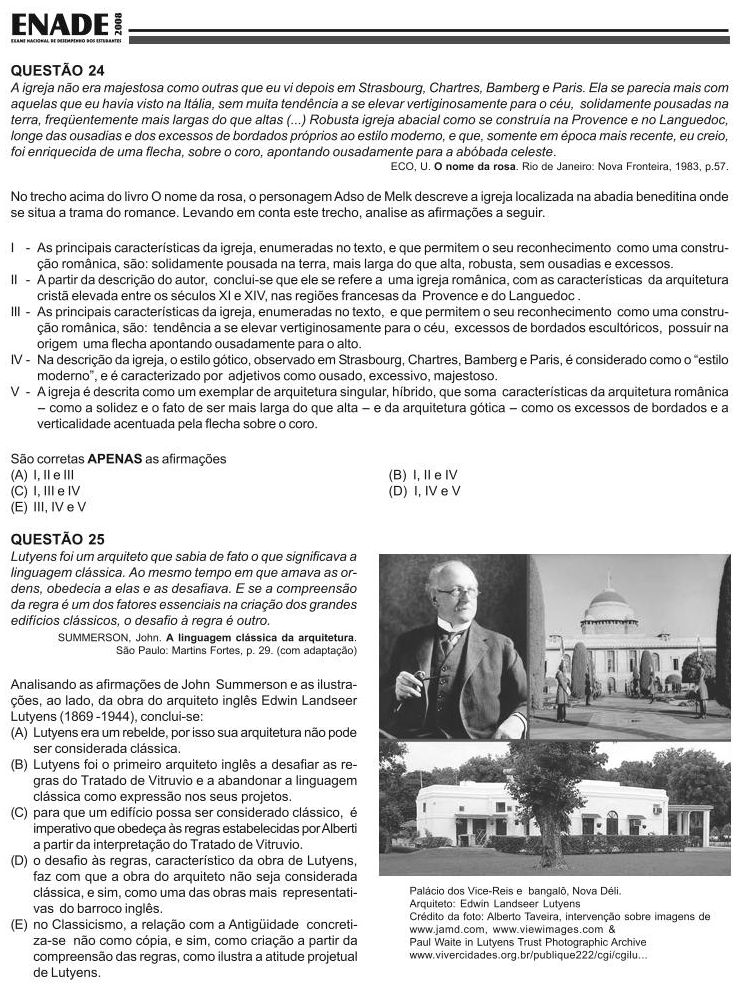 ENADE 2008
EXAME NACIONAL DE DESEMPENHO DOS ESTUDANTES
QUESTÃO 24
A igreja não era majestosa como outras que eu vi depois em Strasbourg, Chartres, Bamberg e Paris. Ela se parecia mais com
aquelas que eu havia visto na Itália, sem muita tendência a se elevar vertiginosamente para o céu, solidamente pousadas na
terra, freqüentemente mais largas do que altas (...) Robusta igreja abacial como se construía na Provence e no Languedoc,
longe das ousadias e dos excessos de bordados próprios ao estilo moderno, e que, somente em época mais recente, eu creio,
foi enriquecida de uma flecha, sobre o coro, apontando ousadamente para a abóbada celeste.
ECO, U. O nome da rosa. Rio de Janeiro: Nova Fronteira, 1983, p.57.
No trecho acima do livro O nome da rosa, o personagem Adso de Melk descreve a igreja localizada na abadia beneditina onde
se situa a trama do romance. Levando em conta este trecho, analise as afirmações a seguir.
I - As principais características da igreja, enumeradas no texto, e que permitem o seu reconhecimento como uma constru-
ção românica, são: solidamente pousada na terra, mais larga do que alta, robusta, sem ousadias e excessos.
II - A partir da descrição do autor, conclui-se que ele se refere a uma igreja românica, com as características da arquitetura
cristã elevada entre os séculos XI e XIV, nas regiões francesas da Provence e do Languedoc .
III - As principais características da igreja, enumeradas no texto, e que permitem o seu reconhecimento como uma constru-
ção românica, são: tendência a se elevar vertiginosamente para o céu, excessos de bordados escultóricos, possuir na
origem uma flecha apontando ousadamente para o alto.
IV - Na descrição da igreja, o estilo gótico, observado em Strasbourg, Chartres, Bamberg e Paris, é considerado como o “estilo
moderno”, e é caracterizado por adjetivos como ousado, excessivo, majestoso.
V - A igreja é descrita como um exemplar de arquitetura singular, híbrido, que soma características da arquitetura românica
– como a solidez e o fato de ser mais larga do que alta – e da arquitetura gótica – como os excessos de bordados e a
verticalidade acentuada pela flecha sobre o coro.
São corretas APENAS as afirmações
(A) I, II e III
(B) I, II e IV
(C) I, III e IV
(D) I, IV e V
(E) III, IV e V
QUESTÃO 25
Lutyens foi um arquiteto que sabia de fato o que significava a
linguagem clássica. Ao mesmo tempo em que amava as or-
dens, obedecia a elas e as desafiava. E se a compreensão
da regra é um dos fatores essenciais na criação dos grandes
edifícios clássicos, o desafio à regra é outro.
SUMMERSON, John. A linguagem clássica da arquitetura.
São Paulo: Martins Fortes, p. 29. (com adaptação)
Analisando as afirmações de John Summerson e as ilustra-
ções, ao lado, da obra do arquiteto inglês Edwin Landseer
Lutyens (1869 -1944), conclui-se:
(A) Lutyens era um rebelde, por isso sua arquitetura não pode
ser considerada clássica.
(B) Lutyens foi o primeiro arquiteto inglês a desafiar as re-
gras do Tratado de Vitruvio e a abandonar a linguagem
clássica como expressão nos seus projetos.
(C) para que um edifício possa ser considerado clássico, é
imperativo que obedeça às regras estabelecidas por Alberti
a partir da interpretação do Tratado de Vitruvio.
(D) o desafio às regras, característico da obra de Lutyens,
faz com que a obra do arquiteto não seja considerada
clássica, e sim, como uma das obras mais representati-
vas do barroco inglês.
(E) no Classicismo, a relação com a Antigüidade concreti-
za-se não como cópia, e sim, como criação a partir da
compreensão das regras, como ilustra a atitude projetual
de Lutyens.
Palácio dos Vice-Reis e bangalô, Nova Déli.
Arquiteto: Edwin Landseer Lutyens
Crédito da foto: Alberto Taveira, intervenção sobre imagens de
www.jamd.com, www.viewimages.com &
Paul Waite in Lutyens Trust Photographic Archive
www.vivercidades.org.br/publique222/cgi/cgilu...